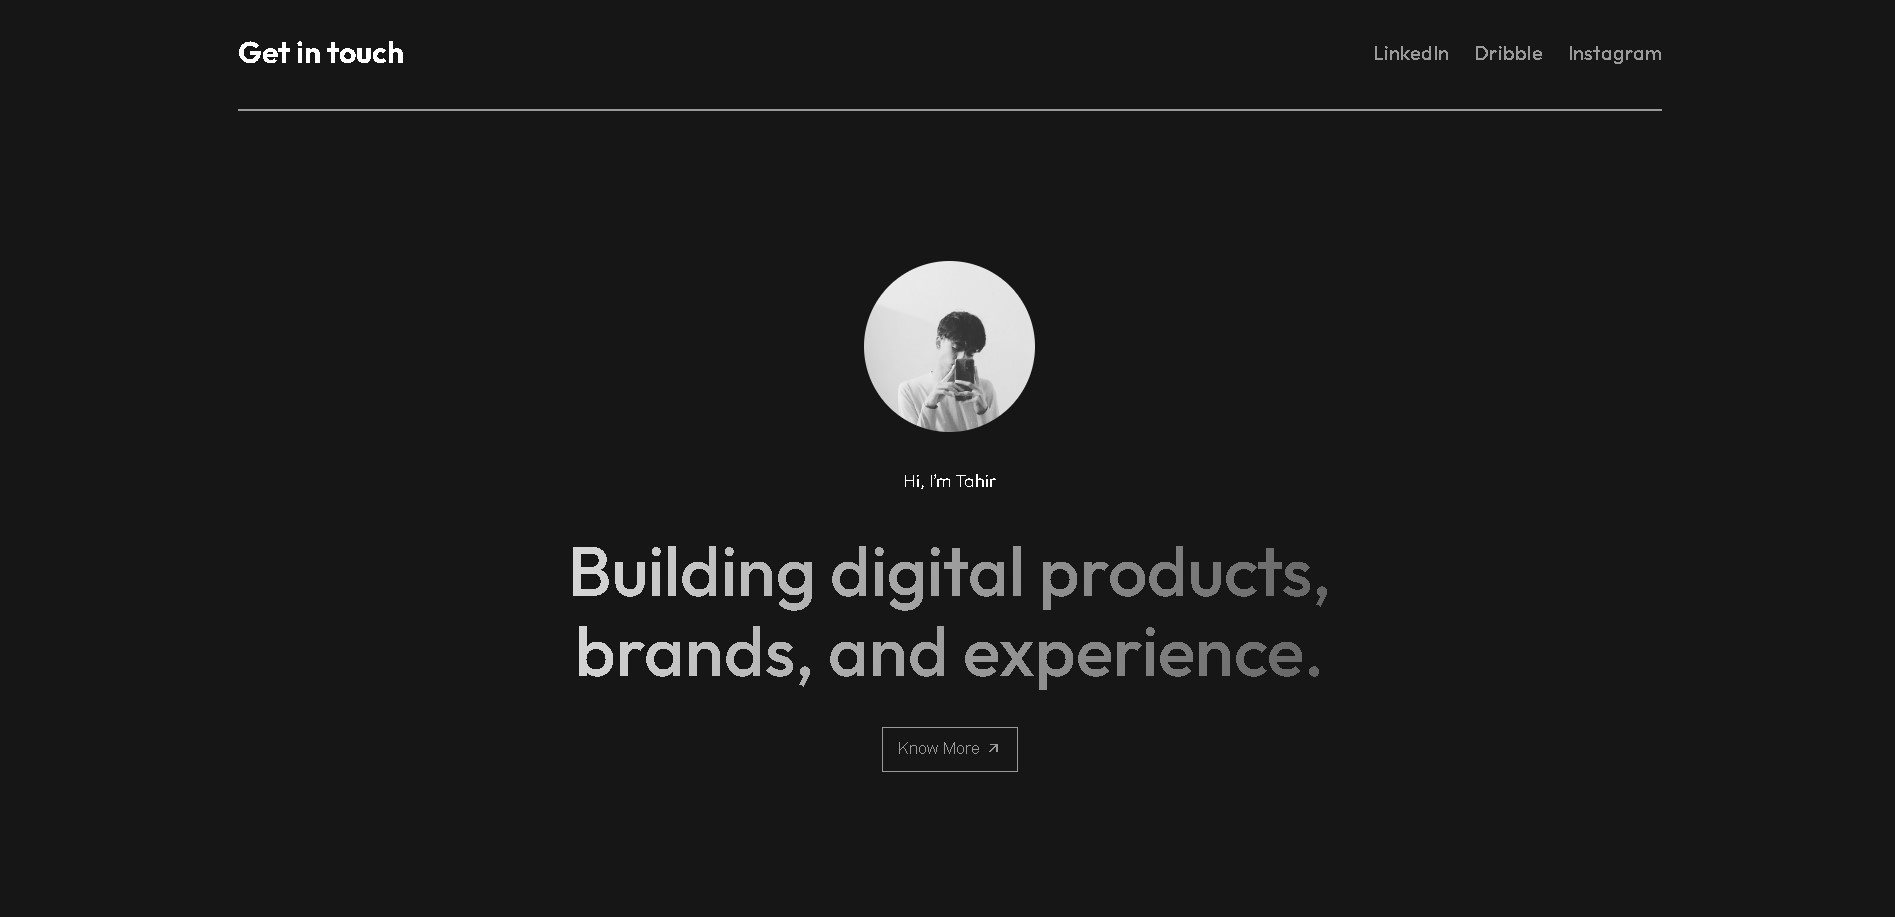 Get in touch
LinkedIn Dribble Instagram
Hi, I'm Tahir
Building digital products,
brands, and experience.
Know More